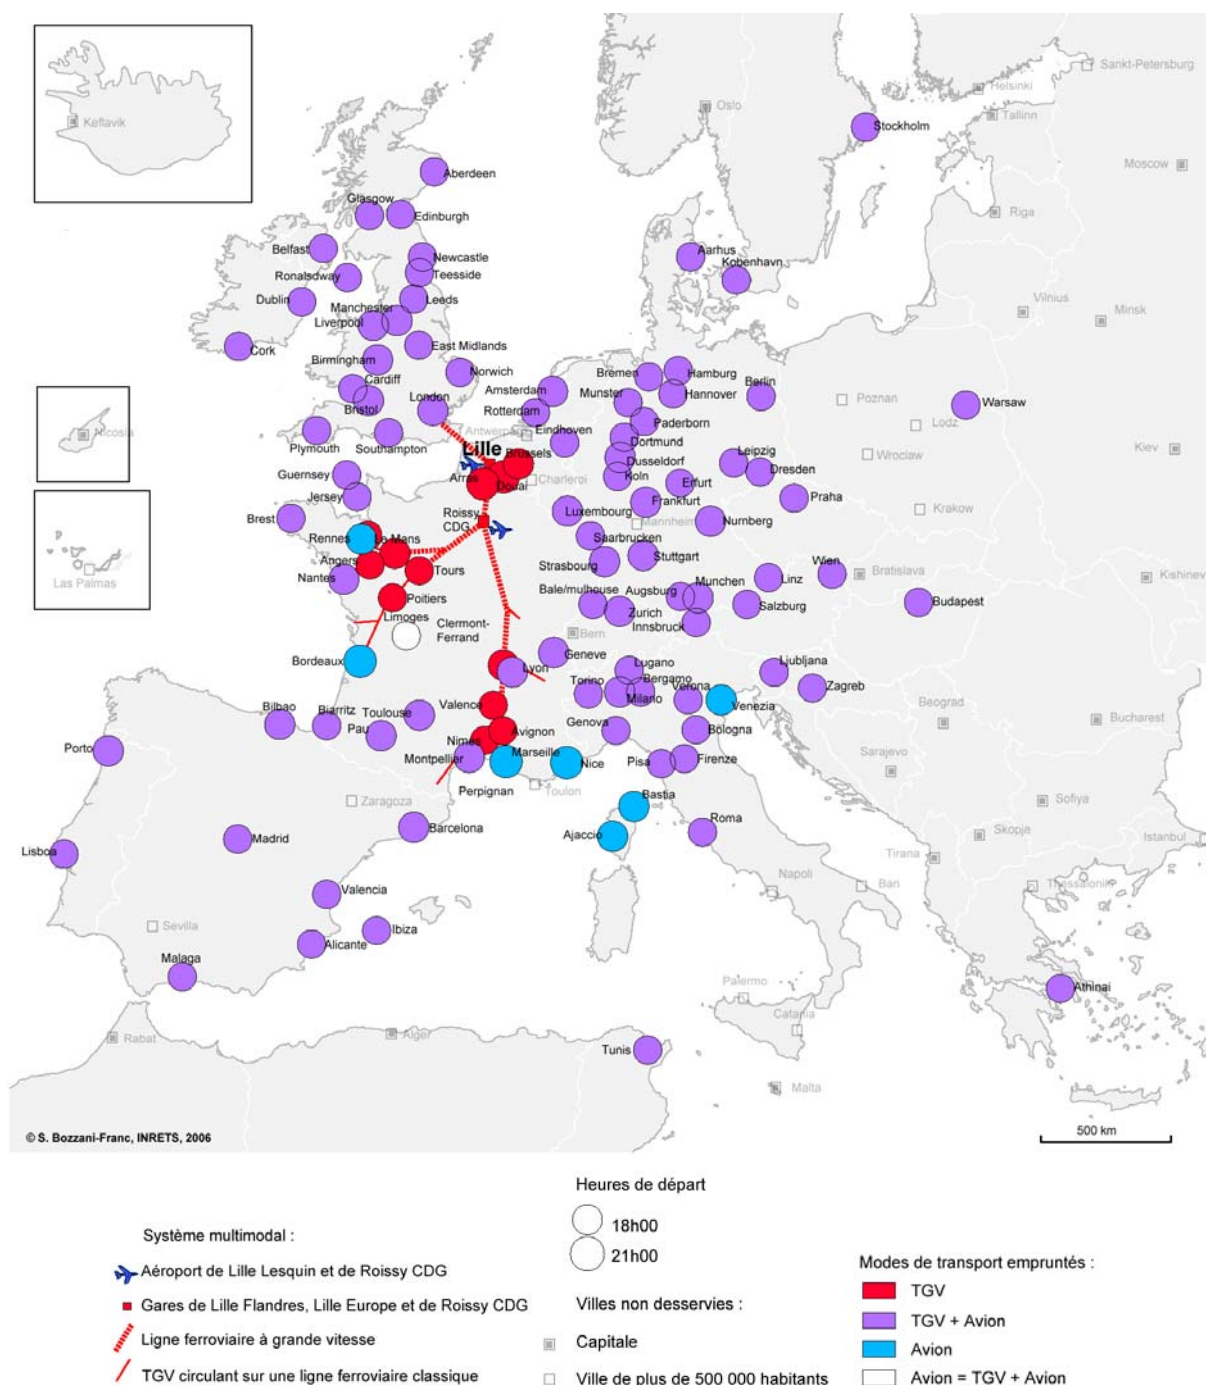 Sankt-Petersburg
Helsinki
Oslo
Tallinn
Keflavik
Stockholm
Moscow
Aberdeen
Glasgow
Riga
Edinburgh
Belfast
Newcastle
Aarhus
Kobenhavn
Ronalsdway
Teesside
Dublin
Leeds
Manchester
Vilnius
Liverpool
Minsk
Cork
East Midlands
Birmingham
Norwich
Bremen
Hamburg
Berlin
Cardiff
Amsterdam
Munster
Hannover
Poznan
Warsaw
London
Bristol
Rotterdam
Paderborn
Lodz
Antwerpen
Eindhoven
Plymouth
Southampton
Dortmund
Lille
Kiev
Brussels
Leipzig
Wroclaw
Dusseldorf
Guernsey
Arras
Douai
Charleroi
Koln
Dresden
Erfurt
Jersey
Praha
Frankfurt
Roissy
CDG
Luxembourg
Krakow
Brest
Mannheim
Nurnberg
Rennes
Le Mans
Saarbrucken
Stuttgart
Angers
Strasbourg
Tours
Wien
Nantes
Linz
Bratislava
Kishinev
Las Palmas
Nicosia
Bale/mulhouse
Augsburg
Munchen
Poitiers
Budapest
Salzburg
Zurich
Limoges
Clermont-
Ferrand
Innsbruck
Bern
Geneve
Bordeaux
Lyon
Lugano
Ljubljana
Torino
Bergamo
Verona
Zagreb
Milano
Valence
Venezia
Beograd
Bucharest
Bilbao
Biarritz
Toulouse
Genova
Pau
Avignon
Bologna
Nimes
Porto
Marseille
Montpellier
Nice
Pisa
Firenze
Sarajevo
Toulon
Perpignan
Zaragoza
Bastia
Sofiya
Roma
Barcelona
Ajaccio
Madrid
Skopje
Istanbul
Lisboa
Tirana
Napoli
Bari
Thessaloniki
Valencia
Sevilla
Ibiza
Alicante
Malaga
Palermo
Athinai
Catania
Rabat
Alger
Tunis
Malta
© S. Bozzani-Franc, INRETS, 2006
500 km
Heures de départ
18h00
21h00
Système multimodal :
Aéroport de Lille Lesquin et de Roissy CDG
Gares de Lille Flandres, Lille Europe et de Roissy CDG
Ligne ferroviaire à grande vitesse
TGV circulant sur une ligne ferroviaire classique
Villes non desservies :
Capitale
Ville de plus de 500 000 habitants
Modes de transport empruntés :
TGV
TGV + Avion
Avion
Avion = TGV + Avion